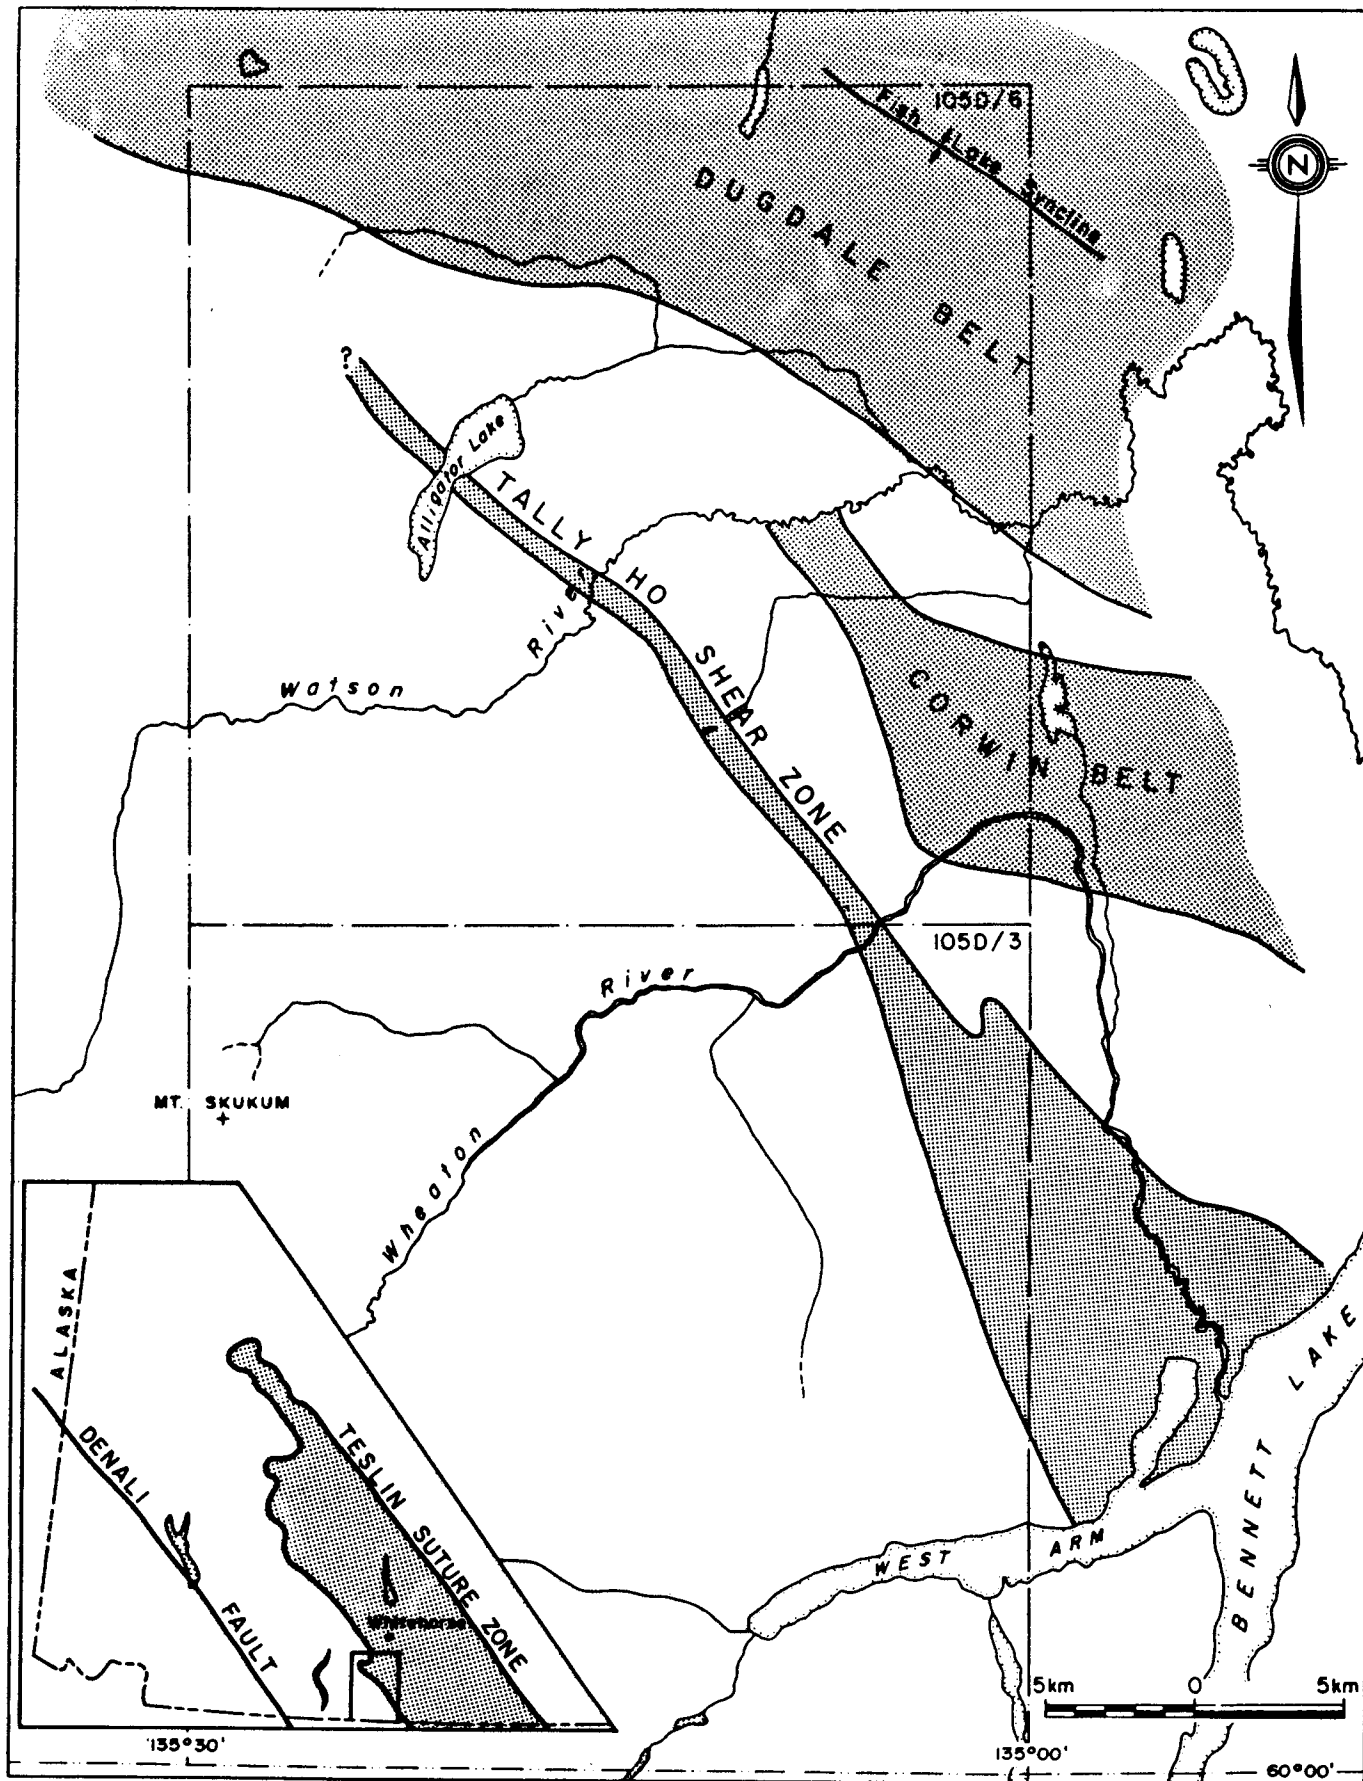 105D/6
Fish Lake Syncline
N
DUGDALE BELT
?
Alligator Lake
TALLY HO SHEAR ZONE
Watson River
CORWIN BELT
105D/3
River
Wheaton
MT. SKUKUM
ALASKA
DENALI FAULT
TESLIN SUTURE ZONE
Whitehorse
WEST ARM
BENNETT LAKE
5km 0 5km
135°30'
135°00'
60°00'